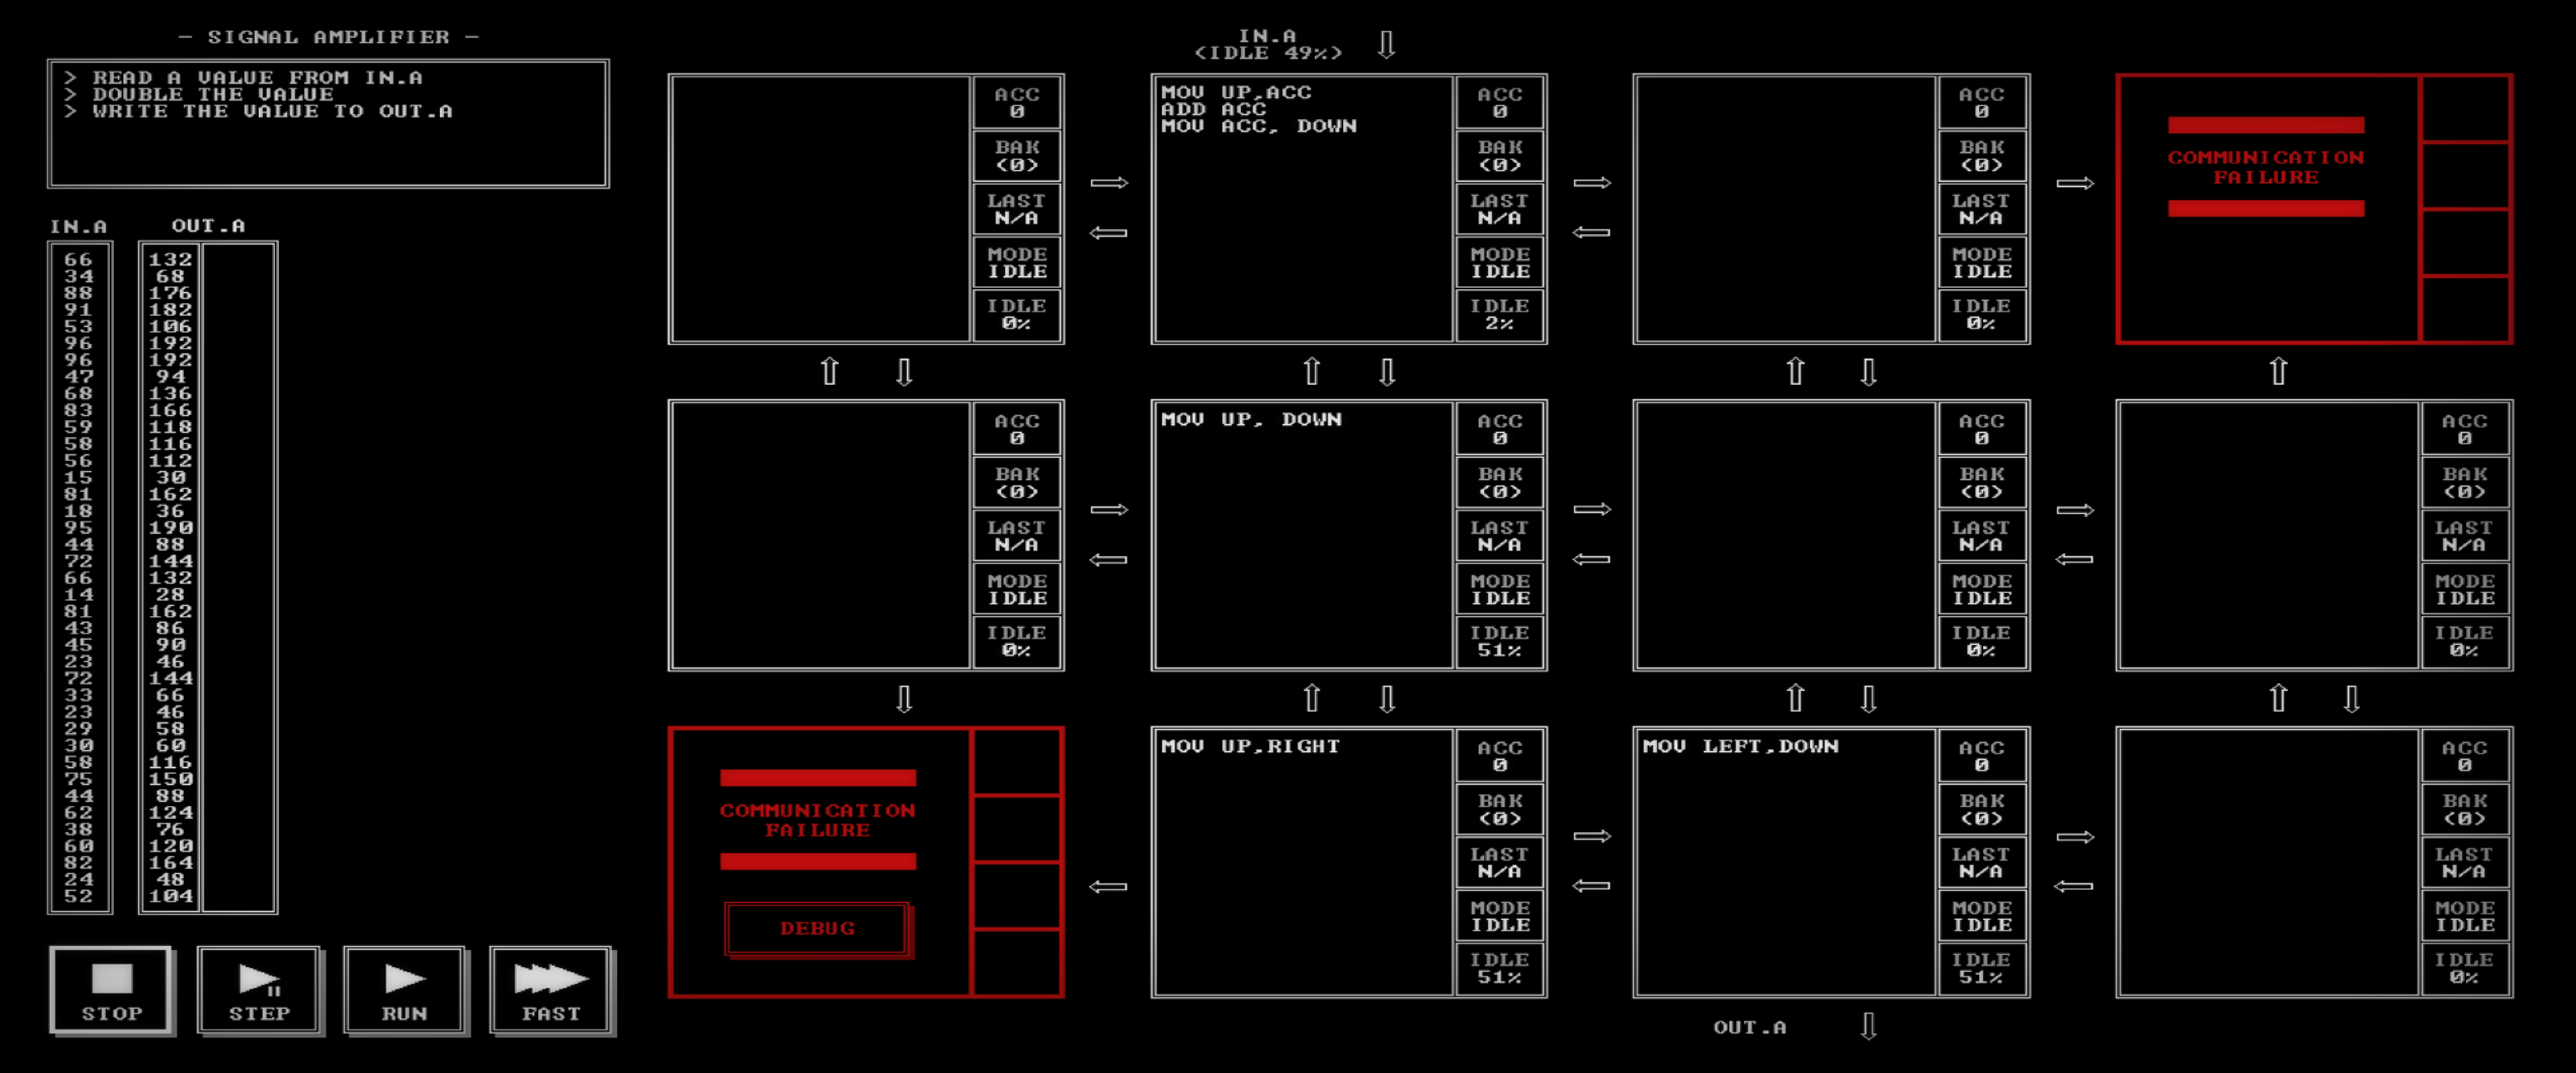 - SIGNAL AMPLIFIER -
> READ A VALUE FROM IN.A
> DOUBLE THE VALUE
> WRITE THE VALUE TO OUT.A
IN.A OUT.A
66 132
34 68
88 176
91 182
53 106
96 192
96 192
47 94
68 136
83 166
59 118
58 116
56 112
15 30
81 162
18 36
95 190
44 88
72 144
66 132
14 28
81 162
43 86
45 90
23 46
72 144
33 66
23 46
29 58
30 60
58 116
75 150
44 88
62 124
38 76
60 120
82 164
24 48
52 104
STOP
STEP
RUN
FAST
IN.A
(IDLE 49%)
ACC
0
BAK
(0)
LAST
N/A
MODE
IDLE
IDLE
0%
MOV UP,ACC
ADD ACC
MOV ACC, DOWN
ACC
0
BAK
(0)
LAST
N/A
MODE
IDLE
IDLE
2%
ACC
0
BAK
(0)
LAST
N/A
MODE
IDLE
IDLE
0%
COMMUNICATION
FAILURE
ACC
0
BAK
(0)
LAST
N/A
MODE
IDLE
IDLE
0%
MOV UP, DOWN
ACC
0
BAK
(0)
LAST
N/A
MODE
IDLE
IDLE
51%
ACC
0
BAK
(0)
LAST
N/A
MODE
IDLE
IDLE
0%
ACC
0
BAK
(0)
LAST
N/A
MODE
IDLE
IDLE
0%
COMMUNICATION
FAILURE
DEBUG
MOV UP,RIGHT
ACC
0
BAK
(0)
LAST
N/A
MODE
IDLE
IDLE
51%
MOV LEFT,DOWN
ACC
0
BAK
(0)
LAST
N/A
MODE
IDLE
IDLE
51%
ACC
0
BAK
(0)
LAST
N/A
MODE
IDLE
IDLE
0%
OUT.A